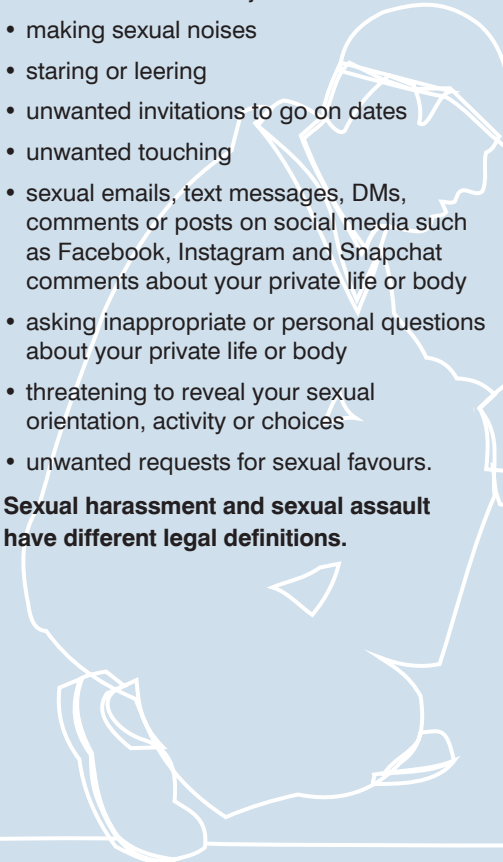 • making sexual noises
• staring or leering
• unwanted invitations to go on dates
• unwanted touching
• sexual emails, text messages, DMs,
comments or posts on social media such
as Facebook, Instagram and Snapchat
comments about your private life or body
• asking inappropriate or personal questions
about your private life or body
• threatening to reveal your sexual
orientation, activity or choices
• unwanted requests for sexual favours.
Sexual harassment and sexual assault
have different legal definitions.